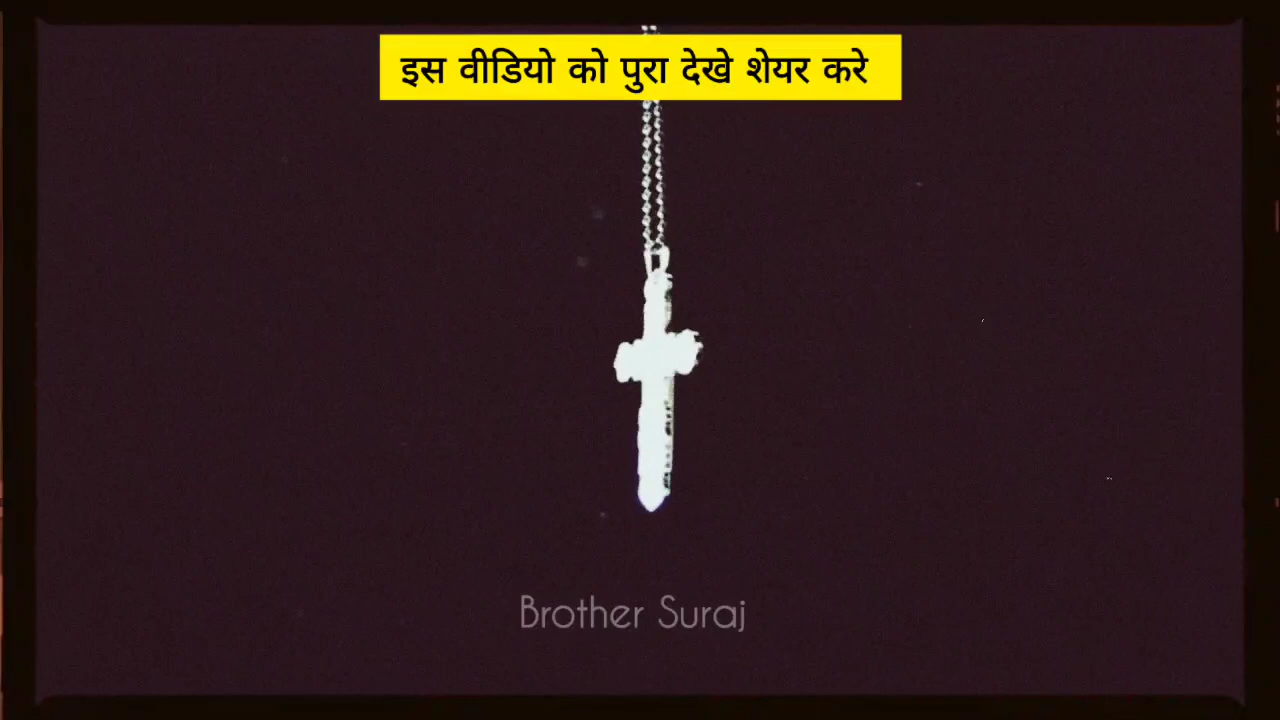 इस वीडियो को पुरा देखे शेयर करे
Brother Suraj